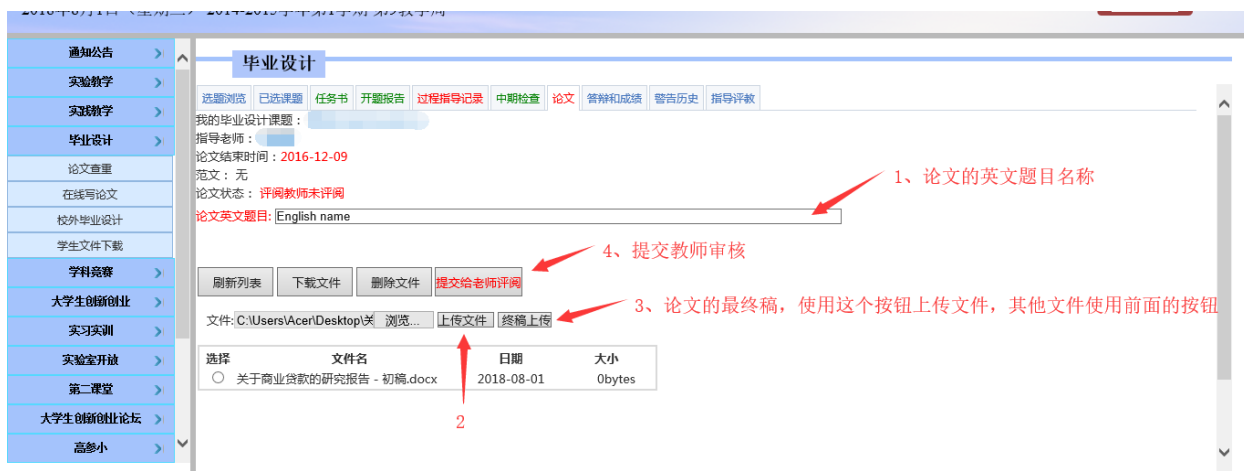 通知公告
实验教学
实践教学
毕业设计
论文查重
在线写论文
校外毕业设计
学生文件下载
学科竞赛
大学生创新创业
实习实训
实验室开放
第二课堂
大学生创新创业论坛
高参小
毕业设计
选题浏览 已选课题 任务书 开题报告 过程指导记录 中期检查 论文 答辩和成绩 警告历史 指导评教
我的毕业设计课题：
指导老师：
论文结束时间：2016-12-09
范文：无
论文状态： 评阅教师未评阅
论文英文题目: English name
1、论文的英文题目名称
4、提交教师审核
刷新列表 下载文件 删除文件 提交给老师评阅
3、论文的最终稿，使用这个按钮上传文件，其他文件使用前面的按钮
文件: C:\Users\Acer\Desktop\关 浏览... 上传文件 终稿上传
选择 文件名 日期 大小
关于商业贷款的研究报告 - 初稿.docx 2018-08-01 0bytes
2